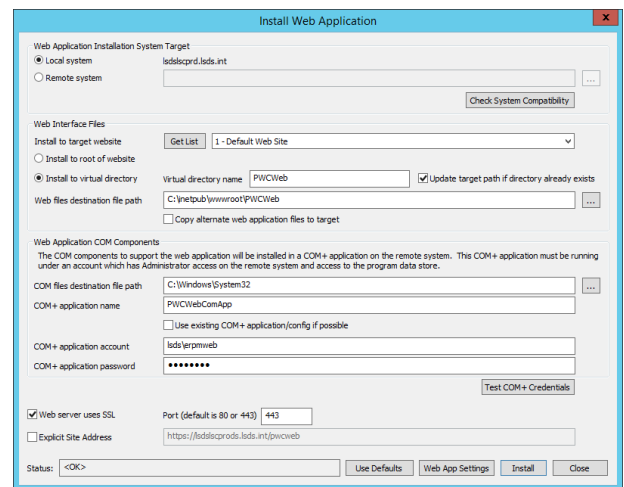 Install Web Application
x
Web Application Installation System Target
Local system lsdslscprd.lsds.int
Remote system ...
Check System Compatibility
Web Interface Files
Install to target website Get List 1 - Default Web Site
Install to root of website
Install to virtual directory Virtual directory name PWCWeb Update target path if directory already exists
Web files destination file path C:\inetpub\wwwroot\PWCWeb ...
Copy alternate web application files to target
Web Application COM Components
The COM components to support the web application will be installed in a COM+ application on the remote system. This COM+ application must be running
under an account which has Administrator access on the remote system and access to the program data store.
COM files destination file path C:\Windows\System32 ...
COM+ application name PWCWebComApp
Use existing COM+ application/config if possible
COM+ application account lsds\erpmweb
COM+ application password ●●●●●●●●
Test COM+ Credentials
Web server uses SSL Port (default is 80 or 443) 443
Explicit Site Address https://lsdslscprods.lsds.int/pwcweb
Status: <OK> Use Defaults Web App Settings Install Close